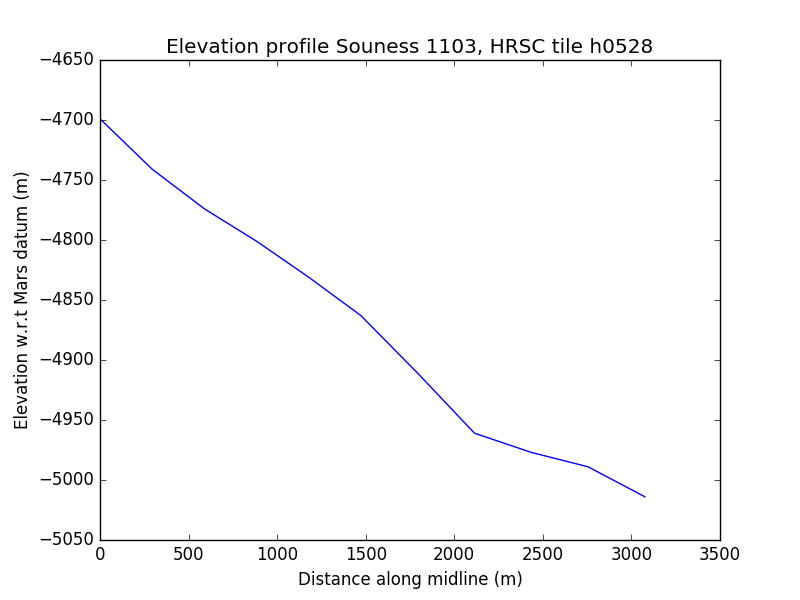 Elevation profile Souness 1103, HRSC tile h0528
Elevation w.r.t Mars datum (m)
−4650
−4700
−4750
−4800
−4850
−4900
−4950
−5000
−5050
0 500 1000 1500 2000 2500 3000 3500
Distance along midline (m)